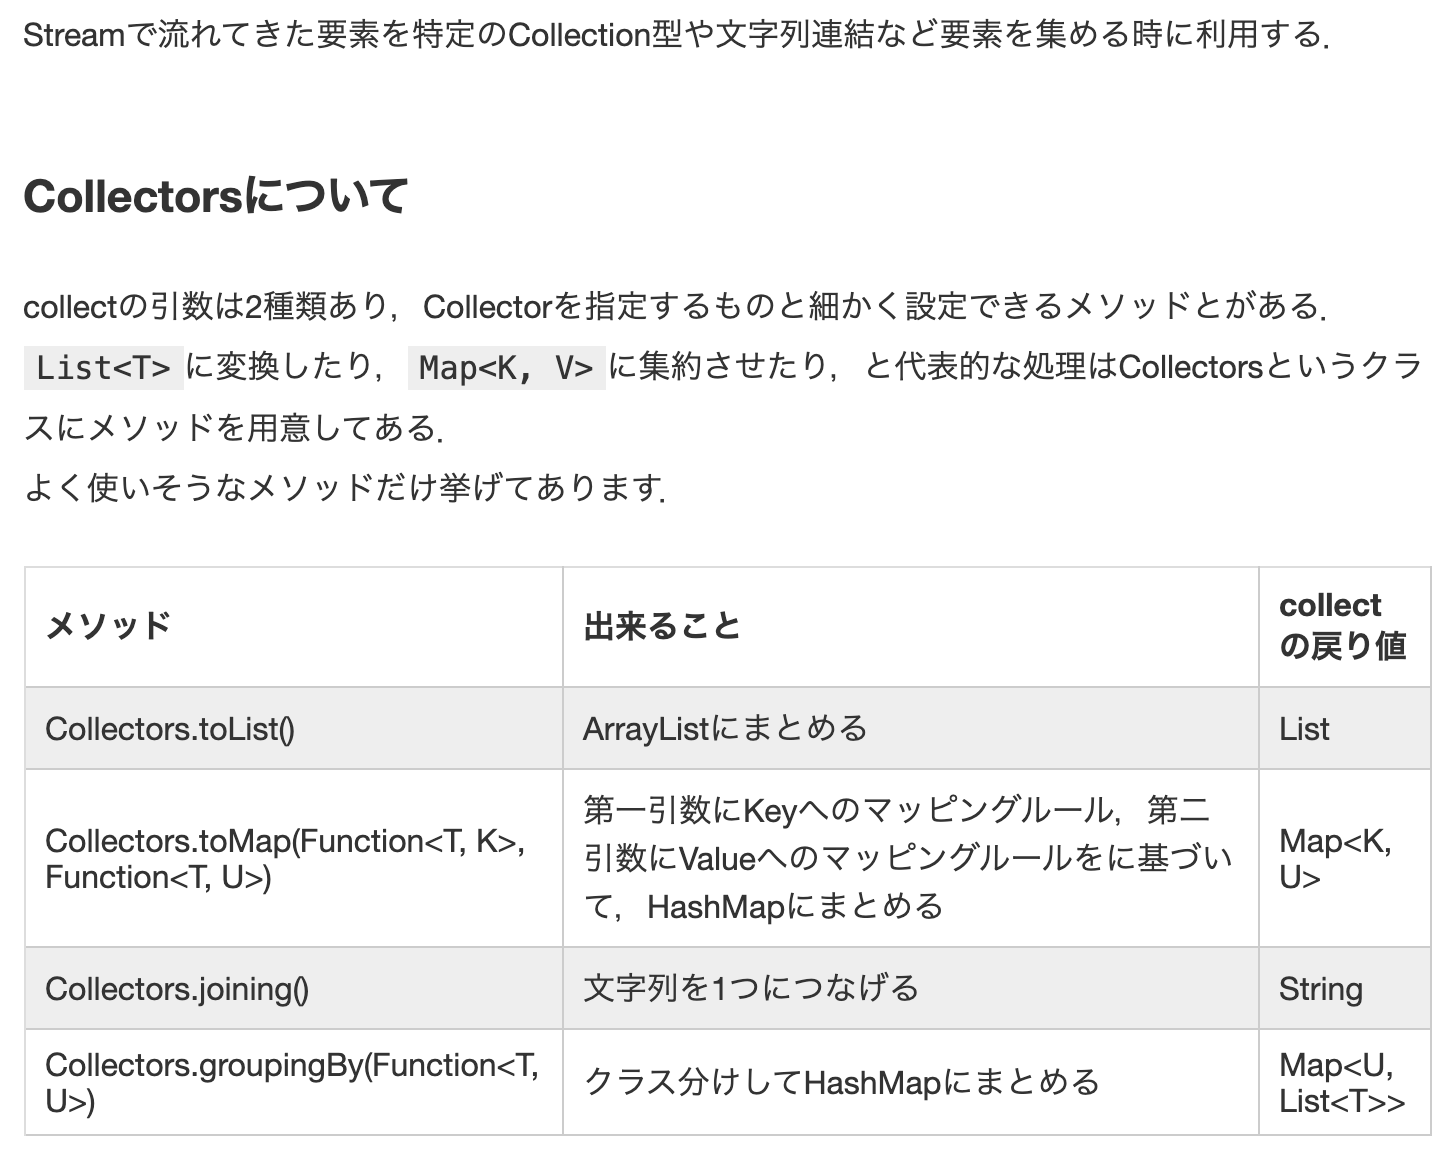 Streamで流れてきた要素を特定のCollection型や文字列連結など要素を集める時に利用する．
Collectorsについて
collectの引数は2種類あり，Collectorを指定するものと細かく設定できるメソッドとがある．
List<T>に変換したり，Map<K, V>に集約させたり，と代表的な処理はCollectorsというクラ
スにメソッドを用意してある．
よく使いそうなメソッドだけ挙げてあります．
メソッド
出来ること
collect
の戻り値
Collectors.toList()
ArrayListにまとめる
List
Collectors.toMap(Function<T, K>,
Function<T, U>)
第一引数にKeyへのマッピングルール，第二
引数にValueへのマッピングルールをに基づい
て，HashMapにまとめる
Map<K,
U>
Collectors.joining()
文字列を1つにつなげる
String
Collectors.groupingBy(Function<T,
U>)
クラス分けしてHashMapにまとめる
Map<U,
List<T>>